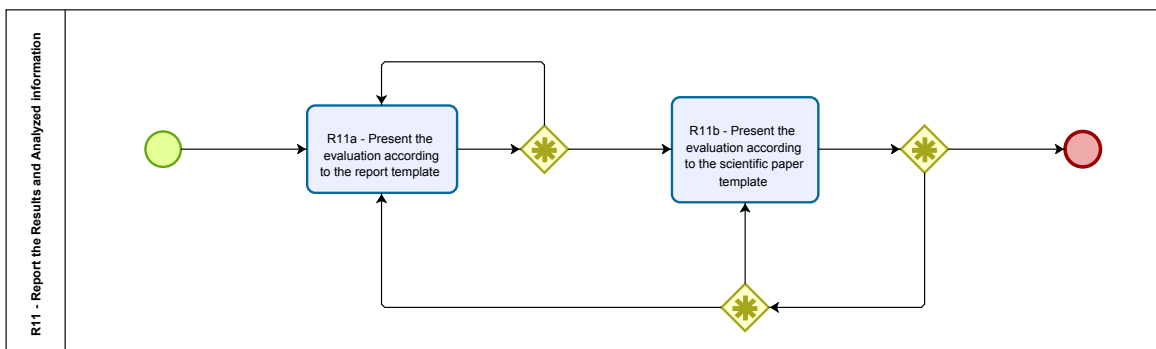 R11 - Report the Results and Analyzed information
R11a - Present the
evaluation according
to the report template
R11b - Present the
evaluation according
to the scientific paper
template